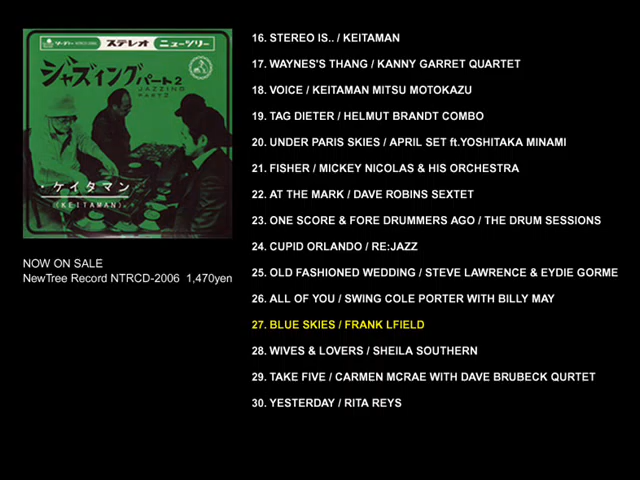 NTRCD-2006
ステレオ
ニューツリー
ジャズィング パート2
JAZZING
PART2
・ケイタマン
(KEITAMAN)
NOW ON SALE
NewTree Record NTRCD-2006 1,470yen
16. STEREO IS.. / KEITAMAN
17. WAYNES'S THANG / KANNY GARRET QUARTET
18. VOICE / KEITAMAN MITSU MOTOKAZU
19. TAG DIETER / HELMUT BRANDT COMBO
20. UNDER PARIS SKIES / APRIL SET ft.YOSHITAKA MINAMI
21. FISHER / MICKEY NICOLAS & HIS ORCHESTRA
22. AT THE MARK / DAVE ROBINS SEXTET
23. ONE SCORE & FORE DRUMMERS AGO / THE DRUM SESSIONS
24. CUPID ORLANDO / RE:JAZZ
25. OLD FASHIONED WEDDING / STEVE LAWRENCE & EYDIE GORME
26. ALL OF YOU / SWING COLE PORTER WITH BILLY MAY
27. BLUE SKIES / FRANK LFIELD
28. WIVES & LOVERS / SHEILA SOUTHERN
29. TAKE FIVE / CARMEN MCRAE WITH DAVE BRUBECK QURTET
30. YESTERDAY / RITA REYS